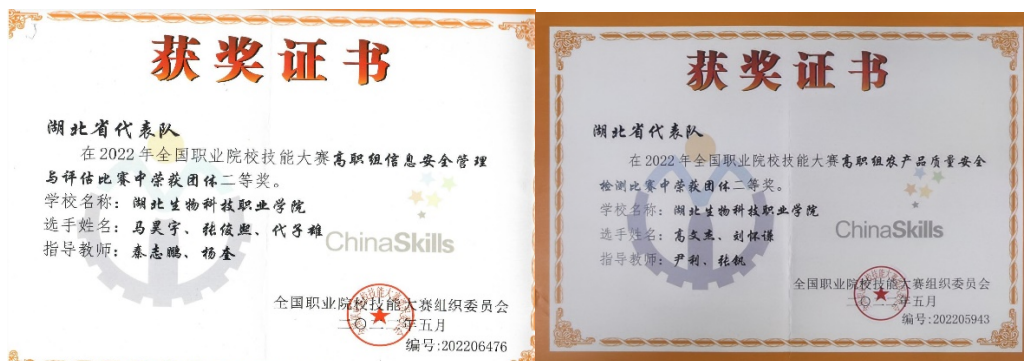 获奖证书
湖北省代表队
在2022年全国职业院校技能大赛高职组信息安全管理
与评估比赛中荣获团体二等奖。
学校名称：湖北生物科技职业学院
选手姓名：马昊宇、张俊熙、代子雄
指导教师：秦志鹏、杨奎
ChinaSkills
全国职业院校技能大赛组织委员会
二〇二二年五月
编号:202206476
获奖证书
湖北省代表队
在2022年全国职业院校技能大赛高职组农产品质量安全
检测比赛中荣获团体二等奖。
学校名称：湖北生物科技职业学院
选手姓名：高文杰、刘怀谦
指导教师：尹利、张钒
ChinaSkills
全国职业院校技能大赛组织委员会
二〇二二年五月
编号:202205943